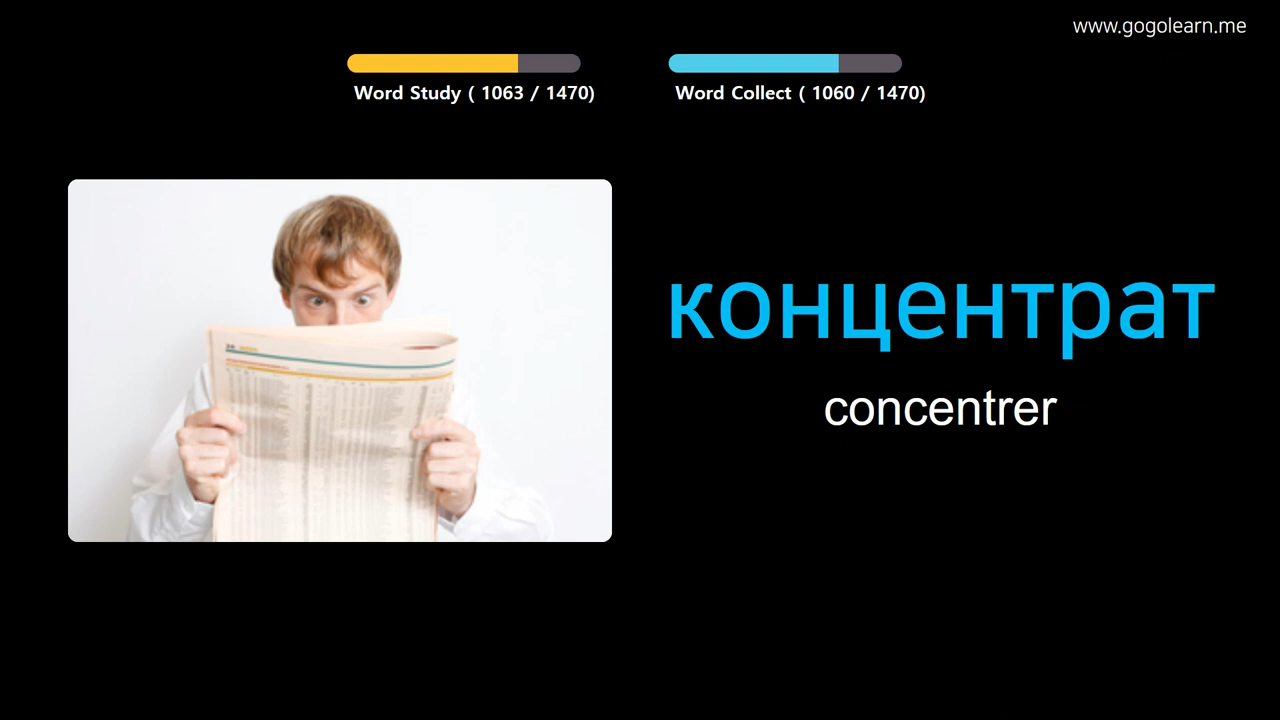 www.gogolearn.me
Word Study ( 1063 / 1470)
Word Collect ( 1060 / 1470)
концентрат
concentrer